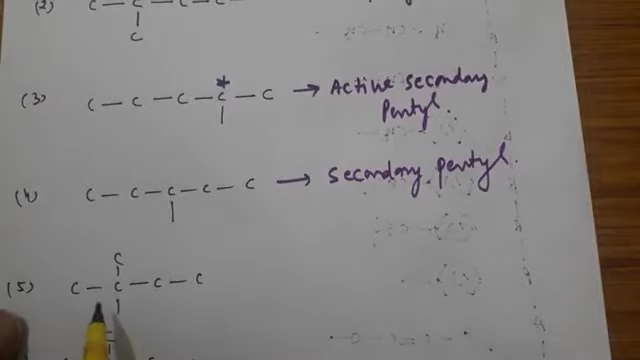 (2) C — C — C — C
C
(3) C — C — C — C* — C → Active secondary
Pentyl.
(4) C — C — C — C — C → Secondary pentyl.
C
(5) C — C — C — C